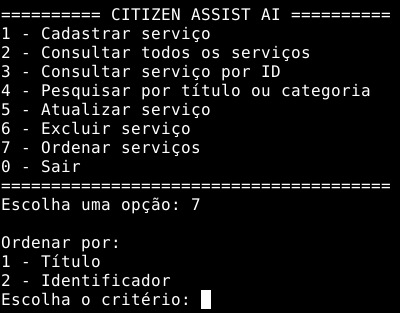 ========== CITIZEN ASSIST AI ==========
1 - Cadastrar serviço
2 - Consultar todos os serviços
3 - Consultar serviço por ID
4 - Pesquisar por título ou categoria
5 - Atualizar serviço
6 - Excluir serviço
7 - Ordenar serviços
0 - Sair
=======================================
Escolha uma opção: 7
Ordenar por:
1 - Título
2 - Identificador
Escolha o critério: